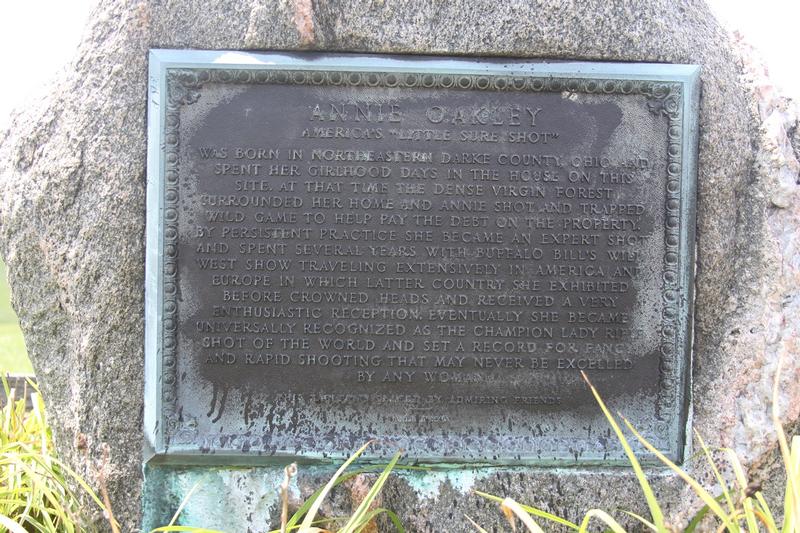 ANNIE OAKLEY
AMERICA'S "LITTLE SURE SHOT"
WAS BORN IN NORTHEASTERN DARKE COUNTY, OHIO AND
SPENT HER GIRLHOOD DAYS IN THE HOUSE ON THIS
SITE. AT THAT TIME THE DENSE VIRGIN FOREST
SURROUNDED HER HOME AND ANNIE SHOT AND TRAPPED
WILD GAME TO HELP PAY THE DEBT ON THE PROPERTY.
BY PERSISTENT PRACTICE SHE BECAME AN EXPERT SHOT
AND SPENT SEVERAL YEARS WITH BUFFALO BILL'S WILD
WEST SHOW TRAVELING EXTENSIVELY IN AMERICA AND
EUROPE IN WHICH LATTER COUNTRY SHE EXHIBITED
BEFORE CROWNED HEADS AND RECEIVED A VERY
ENTHUSIASTIC RECEPTION. EVENTUALLY SHE BECAME
UNIVERSALLY RECOGNIZED AS THE CHAMPION LADY RIFLE
SHOT OF THE WORLD AND SET A RECORD FOR FANCY
AND RAPID SHOOTING THAT MAY NEVER BE EXCELLED
BY ANY WOMAN
THIS PLACED BY ADMIRING FRIENDS